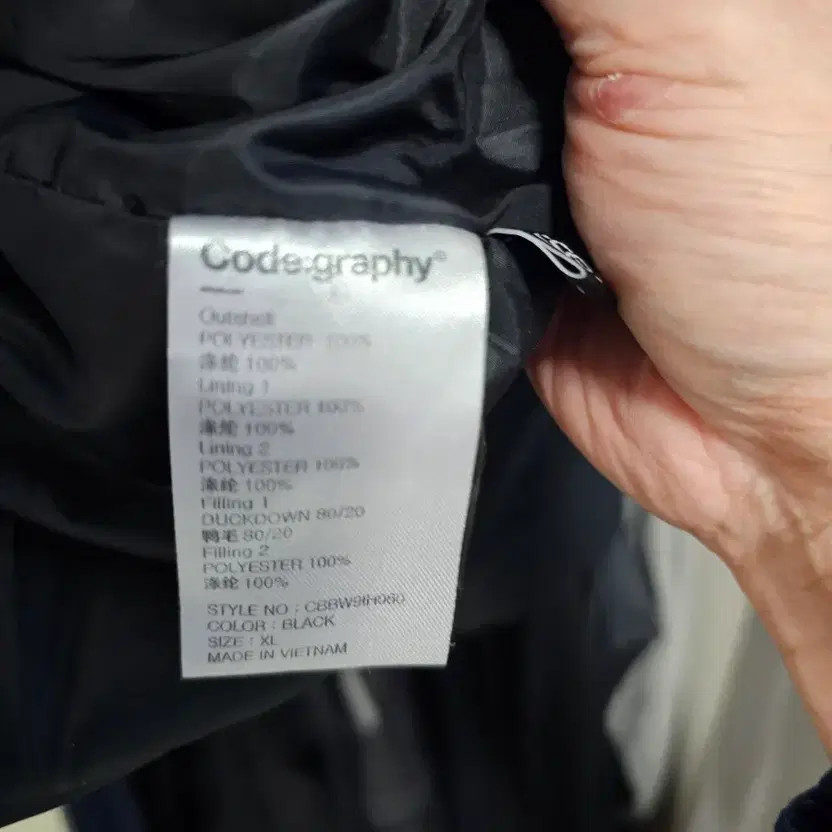 Code:graphy®
Outshell
POLYESTER 100%
涤纶 100%
Lining 1
POLYESTER 100%
涤纶 100%
Lining 2
POLYESTER 100%
涤纶 100%
Filling 1
DUCKDOWN 80/20
鸭毛 80/20
Filling 2
POLYESTER 100%
涤纶 100%
STYLE NO :
COLOR : BLACK
SIZE : XL
MADE IN VIETNAM